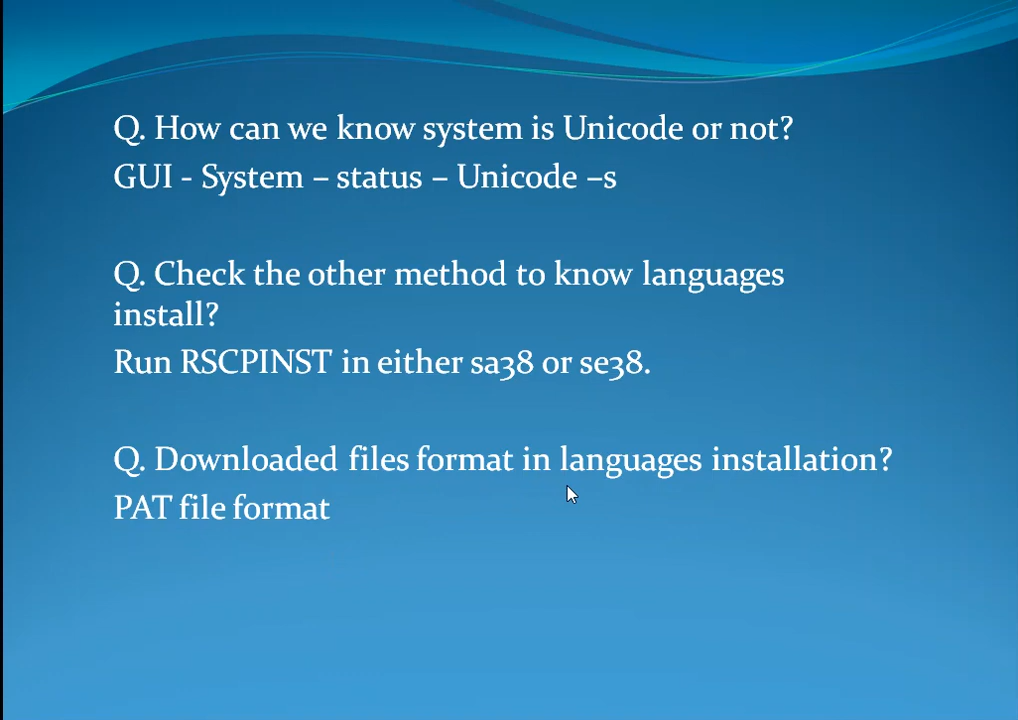 Q. How can we know system is Unicode or not?
GUI - System – status – Unicode –s
Q. Check the other method to know languages
install?
Run RSCPINST in either sa38 or se38.
Q. Downloaded files format in languages installation?
PAT file format